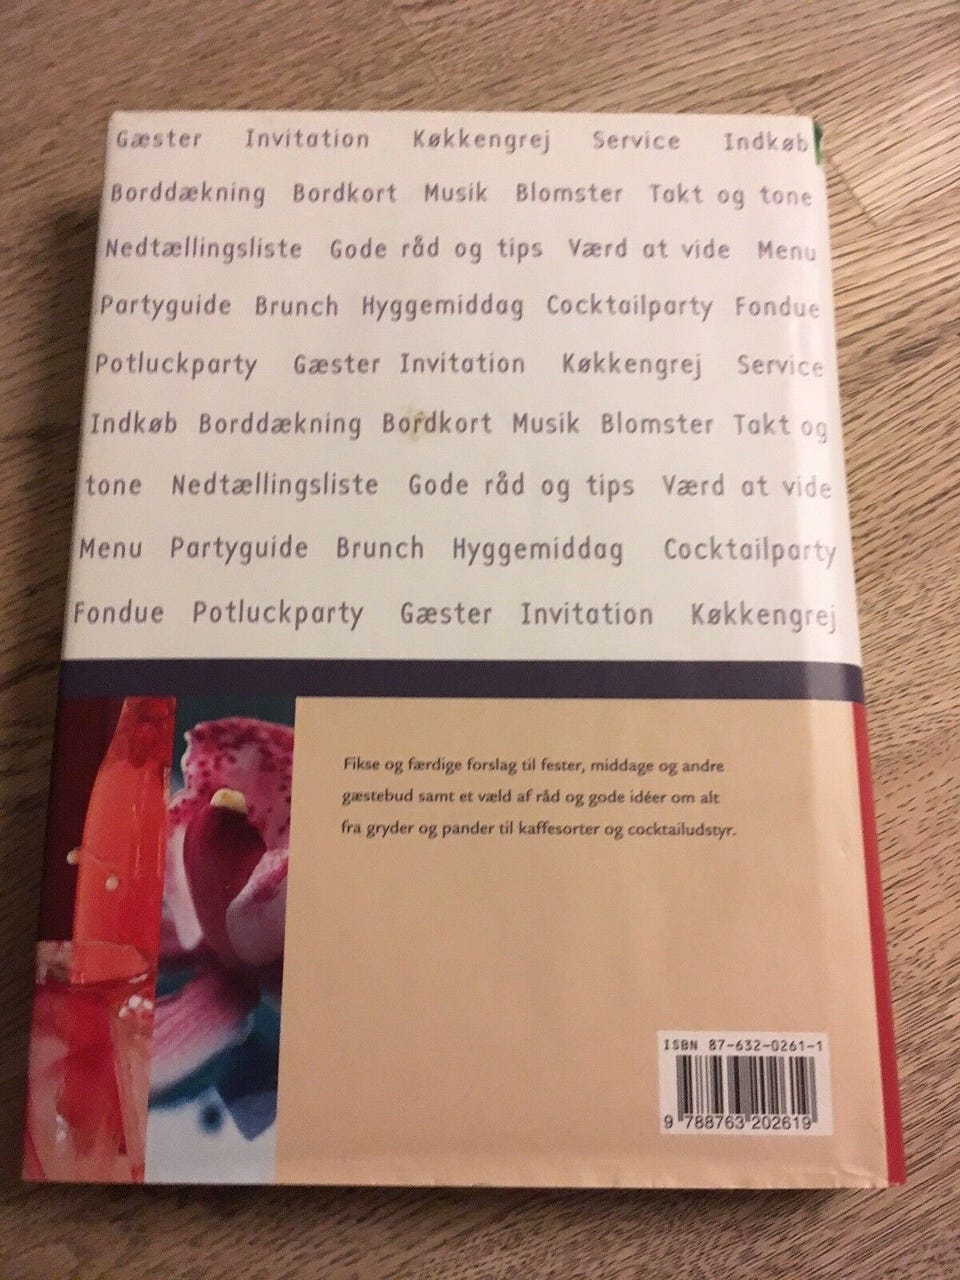 Gæster Invitation Køkkengrej Service Indkøb
Borddækning Bordkort Musik Blomster Takt og tone
Nedtællingsliste Gode råd og tips Værd at vide Menu
Partyguide Brunch Hyggemiddag Cocktailparty Fondue
Potluckparty Gæster Invitation Køkkengrej Service
Indkøb Borddækning Bordkort Musik Blomster Takt og
tone Nedtællingsliste Gode råd og tips Værd at vide
Menu Partyguide Brunch Hyggemiddag Cocktailparty
Fondue Potluckparty Gæster Invitation Køkkengrej
Fikse og færdige forslag til fester, middage og andre
gæstebud samt et væld af råd og gode idéer om alt
fra gryder og pander til kaffesorter og cocktailudstyr.
ISBN 87-632-0261-1
9 788763 202619